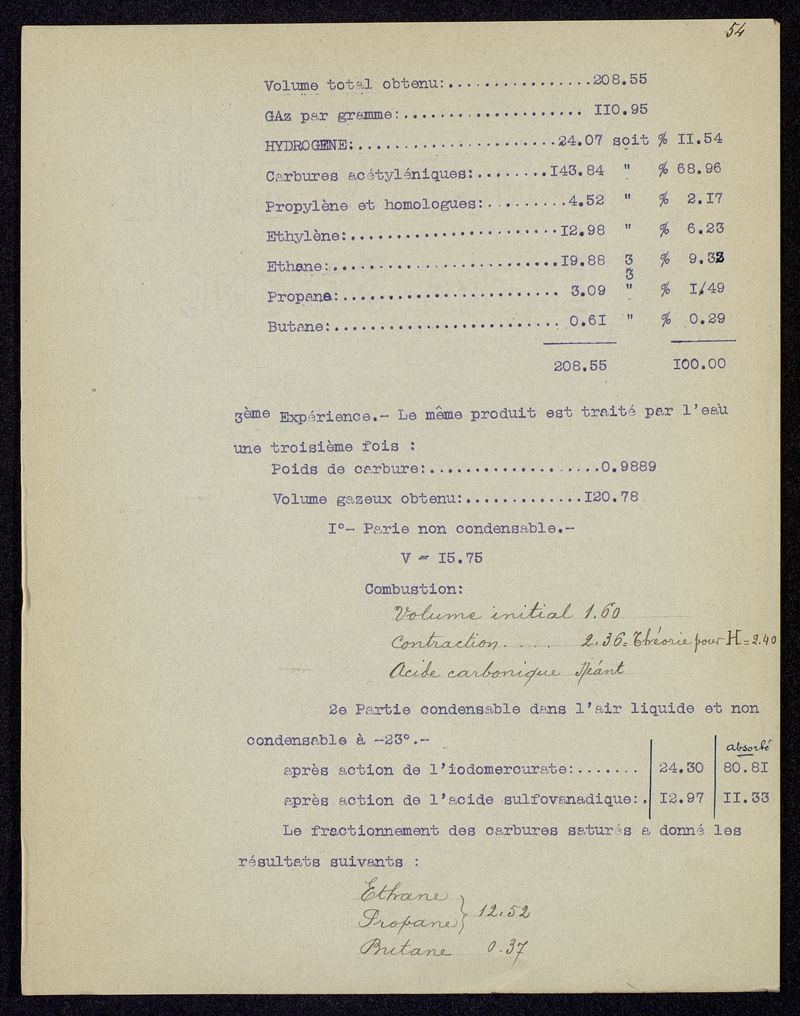 54
Volume total obtenu:................208.55
GAz par gramme:.................... II0.95
HYDROGENE:......................24.07 soit % II.54
Carbures acétyléniques:........I43.84 " % 68.96
Propylène et homologues:.........4.52 " % 2.I7
Ethylène:........................I2.98 " % 6.23
Ethane:..........................I9.88 3 % 9.33
3
Propane:........................ 3.09 " % I/49
Butane:.......................... 0.6I " % 0.29
208.55 I00.00
3ème Expérience.- Le même produit est traité par l'eau
une troisième fois :
Poids de carbure:...................0.9889
Volume gazeux obtenu:.............I20.78
I°- Parie non condensable.-
V = I5.75
Combustion:
Volume initial 1.60
Contraction.... 2.36= Théorie pour H=2.40
Acide carbonique Néant
2e Partie condensable dans l'air liquide et non
condensable à -23°.-
absorbé
après action de l'iodomercurate:....... 24.30 80.8I
après action de l'acide sulfovanadique:. I2.97 II.33
Le fractionnement des carbures saturés a donné les
résultats suivants :
Ethane
Propane } 12.52
Butane 0.37